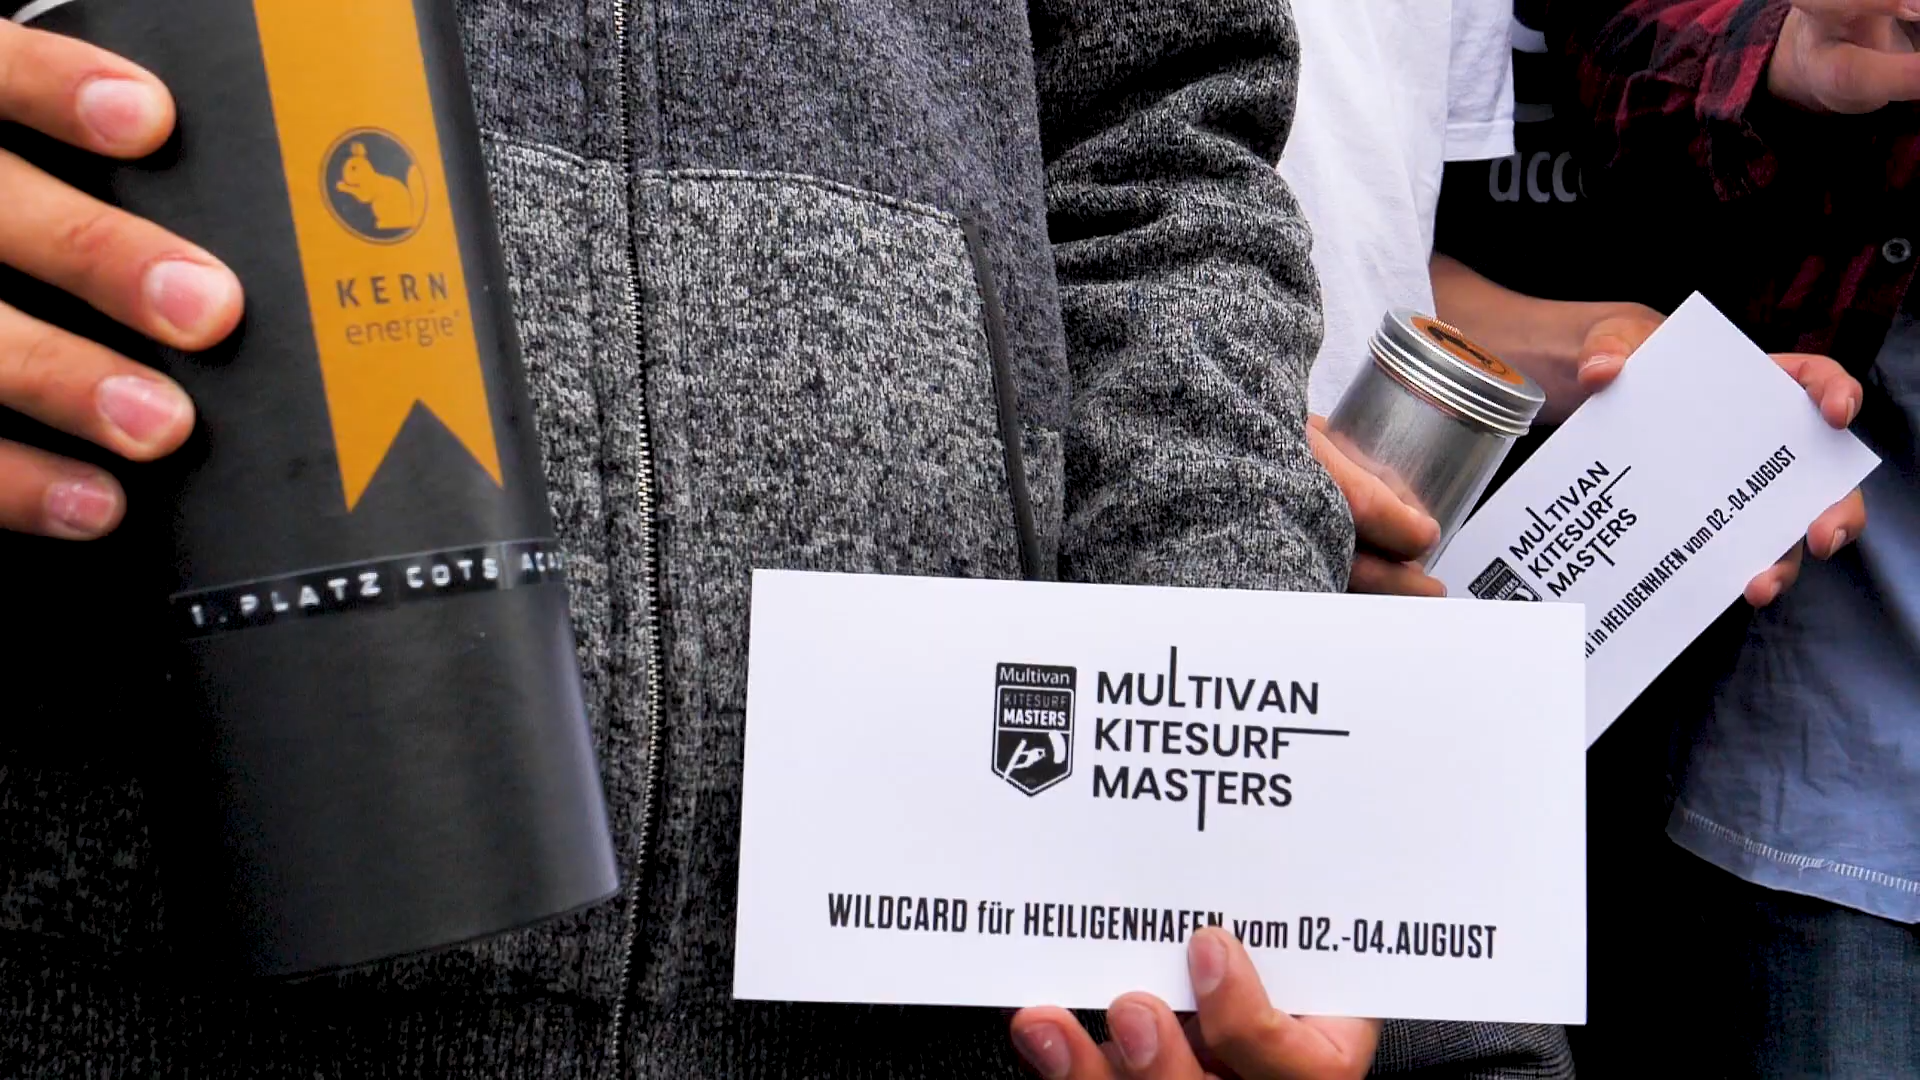 KERN
energie
1. PLATZ COTS
Multivan
KITESURF
MASTERS
MULTIVAN
KITESURF
MASTERS
WILDCARD für HEILIGENHAFEN vom 02.-04.AUGUST
Multivan
MULTIVAN
KITESURF
MASTERS
in HEILIGENHAFEN vom 02.-04.AUGUST